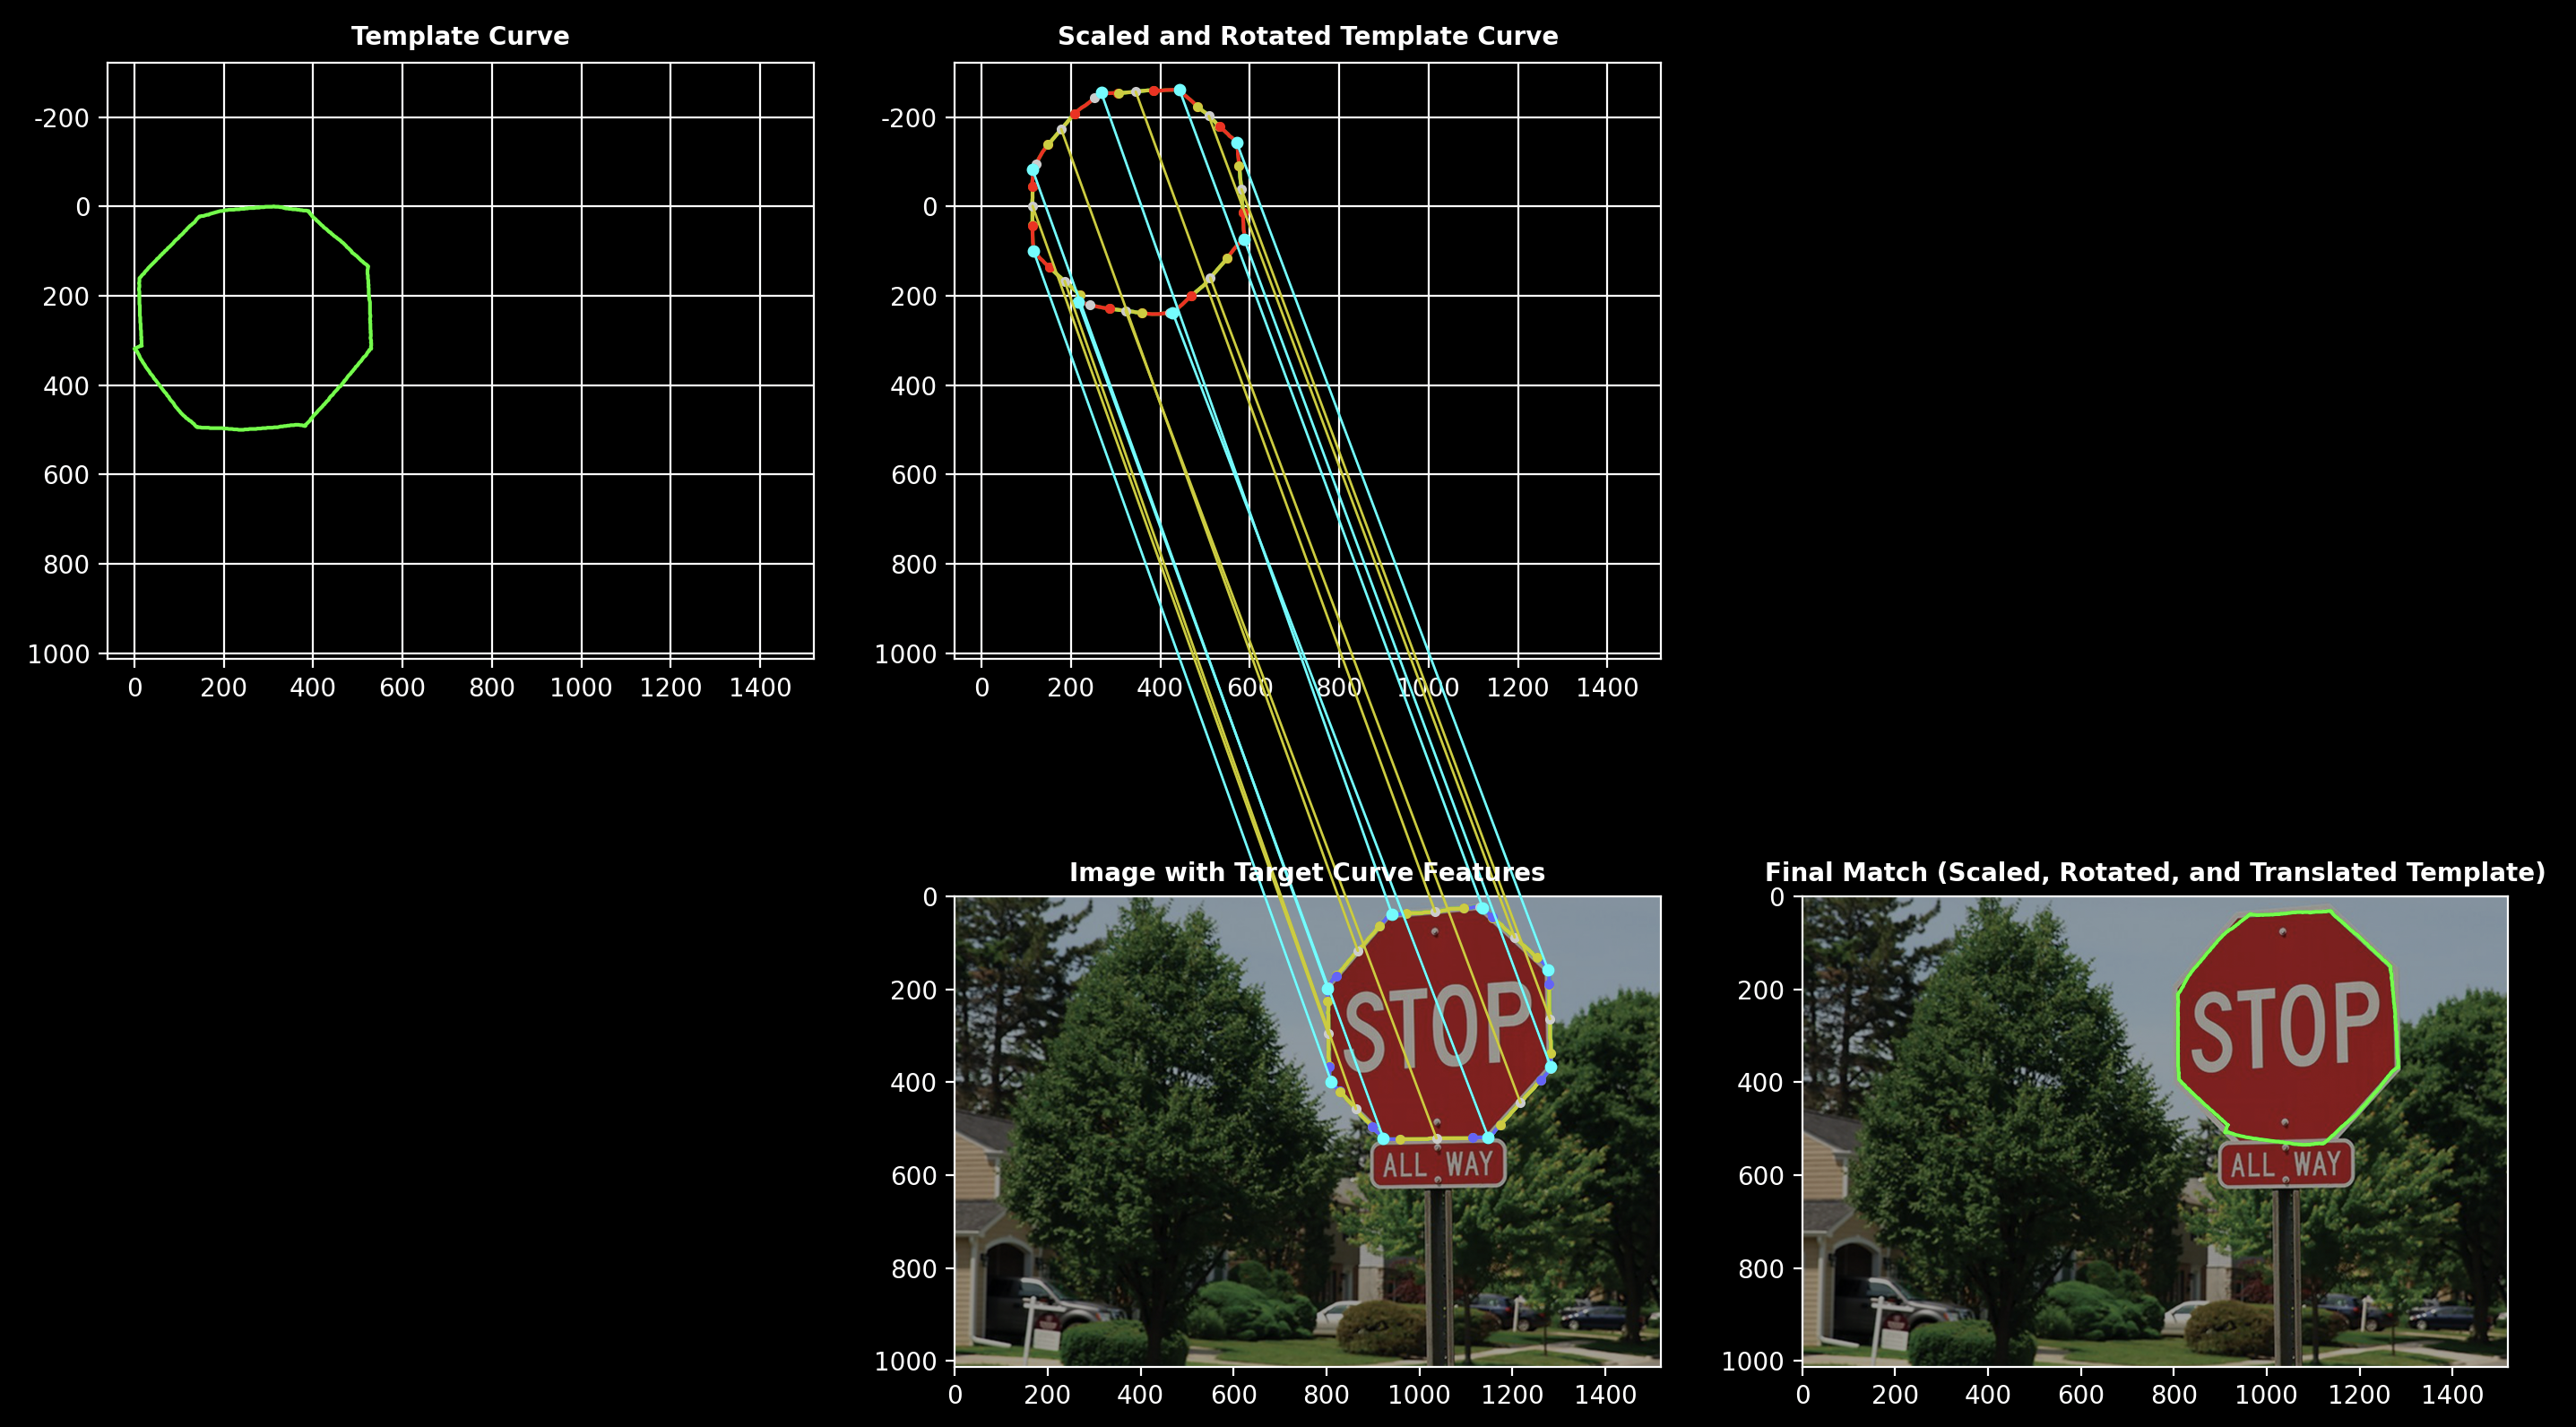 Template Curve
Scaled and Rotated Template Curve
-200
0
200
400
600
800
1000
0 200 400 600 800 1000 1200 1400
-200
0
200
400
600
800
1000
0 200 400 600 800 1000 1200 1400
Image with Target Curve Features
Final Match (Scaled, Rotated, and Translated Template)
0
200
400
600
800
1000
0 200 400 600 800 1000 1200 1400
STOP
ALL WAY
0
200
400
600
800
1000
0 200 400 600 800 1000 1200 1400
STOP
ALL WAY